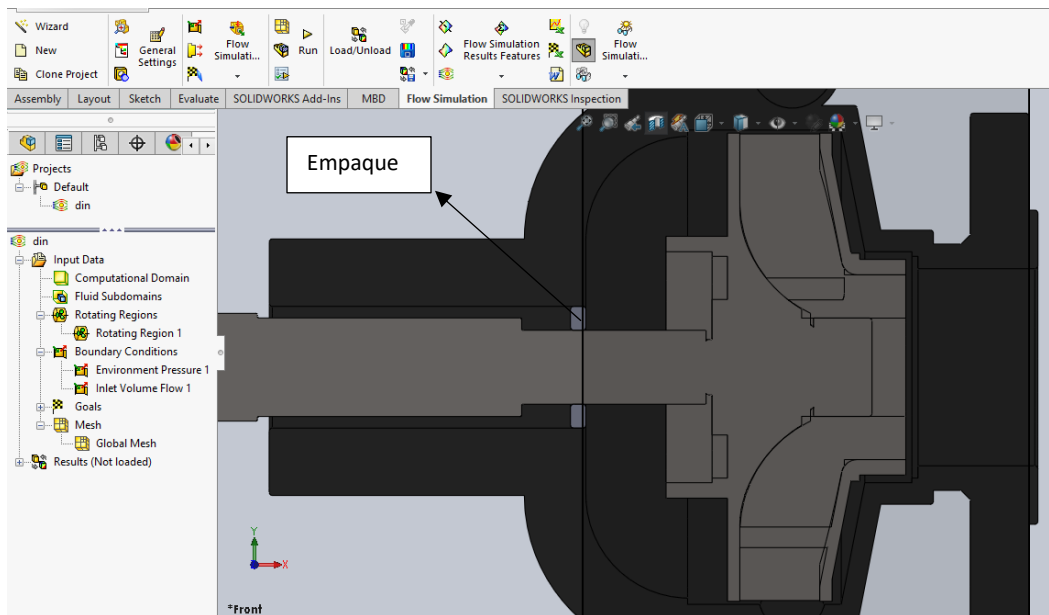 Wizard
New
Clone Project
General
Settings
Flow
Simulati...
Run
Load/Unload
Flow Simulation
Results Features
Flow
Simulati...
Assembly
Layout
Sketch
Evaluate
SOLIDWORKS Add-Ins
MBD
Flow Simulation
SOLIDWORKS Inspection
Projects
Default
din
din
Input Data
Computational Domain
Fluid Subdomains
Rotating Regions
Rotating Region 1
Boundary Conditions
Environment Pressure 1
Inlet Volume Flow 1
Goals
Mesh
Global Mesh
Results (Not loaded)
Empaque
Y
X
*Front